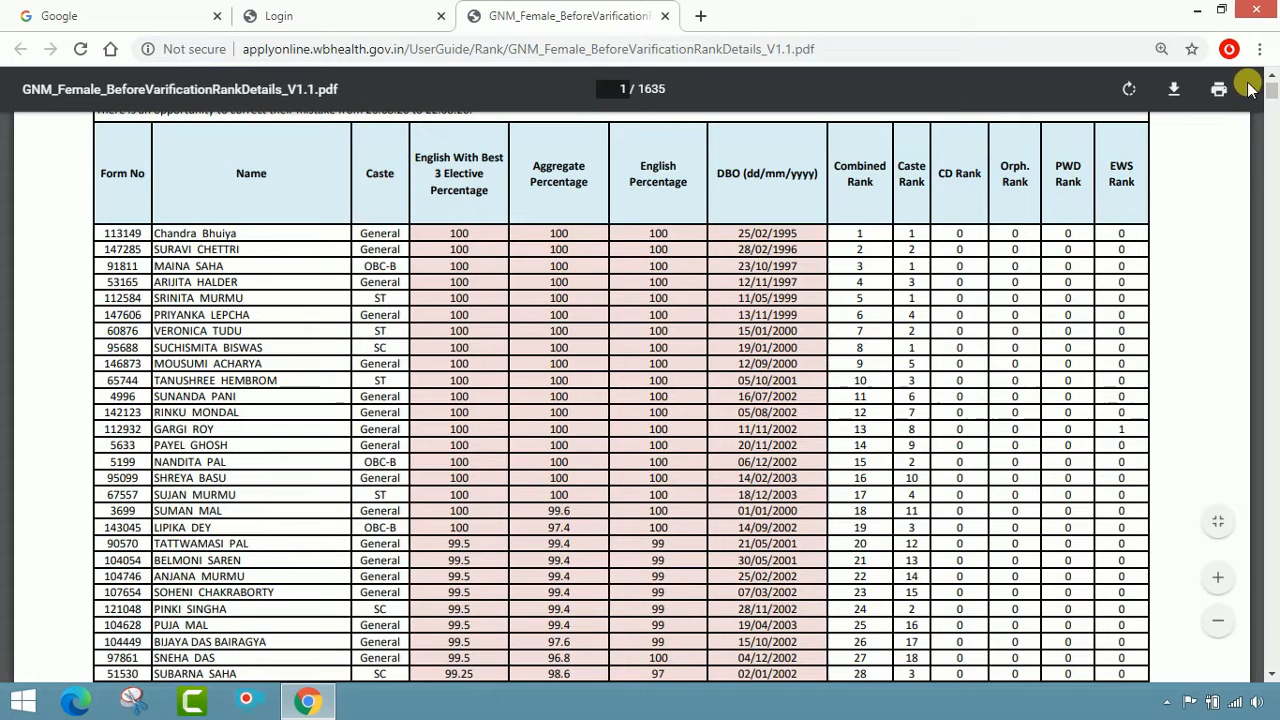 Google
Login
GNM_Female_BeforeVarification
Not secure applyonline.wbhealth.gov.in/UserGuide/Rank/GNM_Female_BeforeVarificationRankDetails_V1.1.pdf
GNM_Female_BeforeVarificationRankDetails_V1.1.pdf 1 / 1635
There is an opportunity to correct their mistake from
Form No Name Caste English With Best 3 Elective Percentage Aggregate Percentage English Percentage DBO (dd/mm/yyyy) Combined Rank Caste Rank CD Rank Orph. Rank PWD Rank EWS Rank
113149 Chandra Bhuiya General 100 100 100 25/02/1995 1 1 0 0 0 0
147285 SURAVI CHETTRI General 100 100 100 28/02/1996 2 2 0 0 0 0
91811 MAINA SAHA OBC-B 100 100 100 23/10/1997 3 1 0 0 0 0
53165 ARIJITA HALDER General 100 100 100 12/11/1997 4 3 0 0 0 0
112584 SRINITA MURMU ST 100 100 100 11/05/1999 5 1 0 0 0 0
147606 PRIYANKA LEPCHA General 100 100 100 13/11/1999 6 4 0 0 0 0
60876 VERONICA TUDU ST 100 100 100 15/01/2000 7 2 0 0 0 0
95688 SUCHISMITA BISWAS SC 100 100 100 19/01/2000 8 1 0 0 0 0
146873 MOUSUMI ACHARYA General 100 100 100 12/09/2000 9 5 0 0 0 0
65744 TANUSHREE HEMBROM ST 100 100 100 05/10/2001 10 3 0 0 0 0
4996 SUNANDA PANI General 100 100 100 16/07/2002 11 6 0 0 0 0
142123 RINKU MONDAL General 100 100 100 05/08/2002 12 7 0 0 0 0
112932 GARGI ROY General 100 100 100 11/11/2002 13 8 0 0 0 1
5633 PAYEL GHOSH General 100 100 100 20/11/2002 14 9 0 0 0 0
5199 NANDITA PAL OBC-B 100 100 100 06/12/2002 15 2 0 0 0 0
95099 SHREYA BASU General 100 100 100 14/02/2003 16 10 0 0 0 0
67557 SUJAN MURMU ST 100 100 100 18/12/2003 17 4 0 0 0 0
3699 SUMAN MAL General 100 99.6 100 01/01/2000 18 11 0 0 0 0
143045 LIPIKA DEY OBC-B 100 97.4 100 14/09/2002 19 3 0 0 0 0
90570 TATTWAMASI PAL General 99.5 99.4 99 21/05/2001 20 12 0 0 0 0
104054 BELMONI SAREN General 99.5 99.4 99 30/05/2001 21 13 0 0 0 0
104746 ANJANA MURMU General 99.5 99.4 99 25/02/2002 22 14 0 0 0 0
107654 SOHENI CHAKRABORTY General 99.5 99.4 99 07/03/2002 23 15 0 0 0 0
121048 PINKI SINGHA SC 99.5 99.4 99 28/11/2002 24 2 0 0 0 0
104628 PUJA MAL General 99.5 99.4 99 19/04/2003 25 16 0 0 0 0
104449 BIJAYA DAS BAIRAGYA General 99.5 97.6 99 15/10/2002 26 17 0 0 0 0
97861 SNEHA DAS General 99.5 96.8 100 04/12/2002 27 18 0 0 0 0
51530 SUBARNA SAHA SC 99.25 98.6 97 02/01/2002 28 3 0 0 0 0